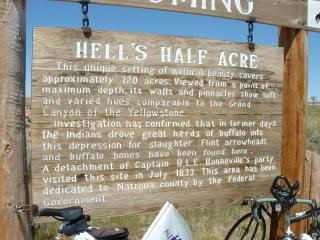 OMING
HELL'S HALF ACRE
This unique setting of natural beauty covers
approximately 320 acres. Viewed from a point of
maximum depth, its walls and pinnacles show soft
and varied hues comparable to the Grand
Canyon of the Yellowstone.
Investigation has confirmed that in former days
the Indians drove great herds of buffalo into
this depression for slaughter. Flint arrowheads
and buffalo bones have been found here.
A detachment of Captain B.L.E. Bonneville's party
visited this site in July 1833. This area has been
dedicated to Natrona county by the Federal
Government